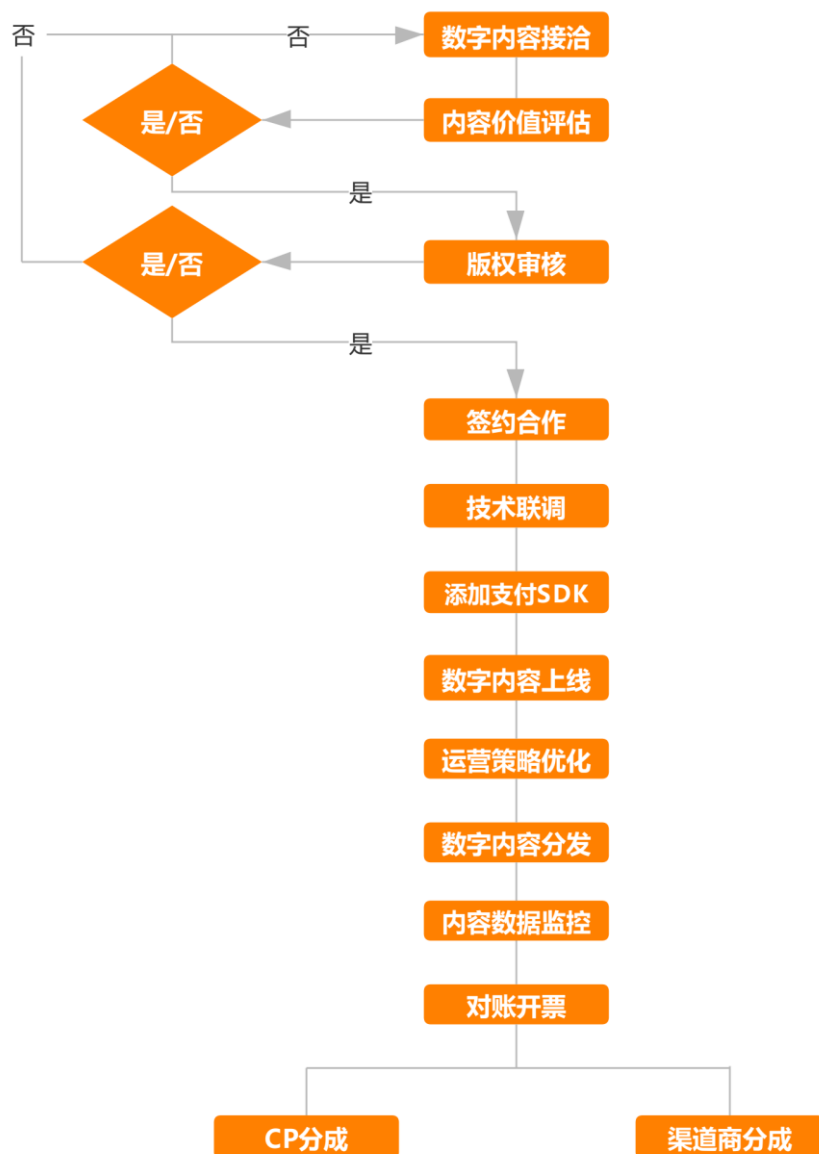 否
否
数字内容接洽
是/否
内容价值评估
是
是/否
版权审核
是
签约合作
技术联调
添加支付SDK
数字内容上线
运营策略优化
数字内容分发
内容数据监控
对账开票
CP分成
渠道商分成